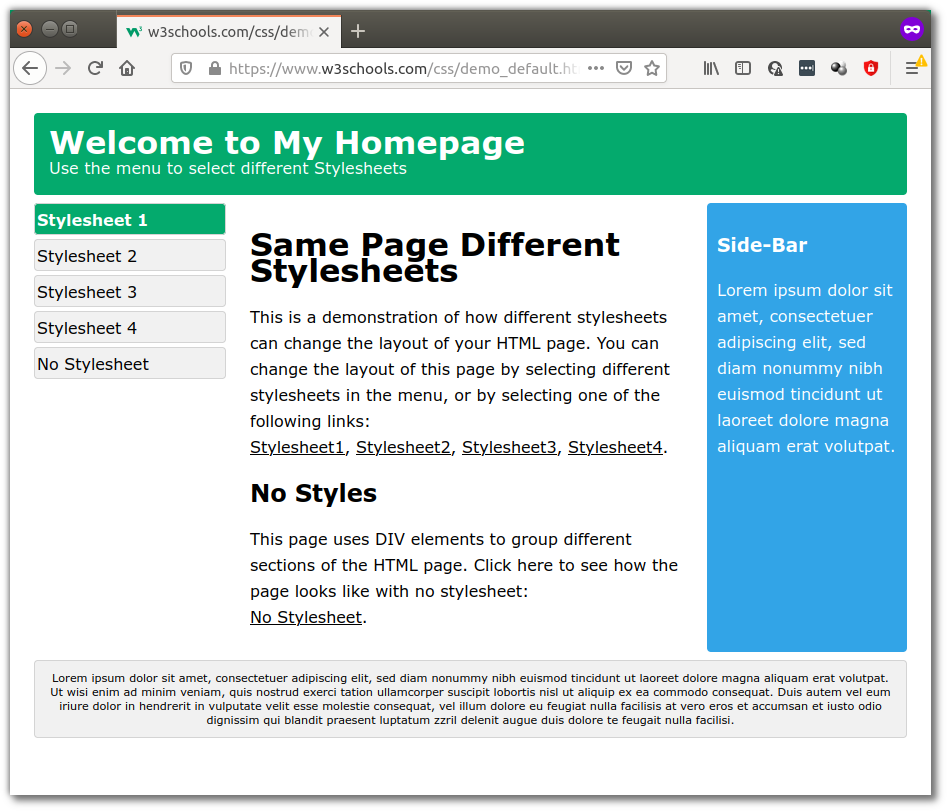 w3schools.com/css/dem
https://www.w3schools.com/css/demo_default.ht
Welcome to My Homepage
Use the menu to select different Stylesheets
Stylesheet 1
Stylesheet 2
Stylesheet 3
Stylesheet 4
No Stylesheet
Same Page Different
Stylesheets
This is a demonstration of how different stylesheets
can change the layout of your HTML page. You can
change the layout of this page by selecting different
stylesheets in the menu, or by selecting one of the
following links:
Stylesheet1, Stylesheet2, Stylesheet3, Stylesheet4.
No Styles
This page uses DIV elements to group different
sections of the HTML page. Click here to see how the
page looks like with no stylesheet:
No Stylesheet.
Side-Bar
Lorem ipsum dolor sit
amet, consectetuer
adipiscing elit, sed
diam nonummy nibh
euismod tincidunt ut
laoreet dolore magna
aliquam erat volutpat.
Lorem ipsum dolor sit amet, consectetuer adipiscing elit, sed diam nonummy nibh euismod tincidunt ut laoreet dolore magna aliquam erat volutpat.
Ut wisi enim ad minim veniam, quis nostrud exerci tation ullamcorper suscipit lobortis nisl ut aliquip ex ea commodo consequat. Duis autem vel eum
iriure dolor in hendrerit in vulputate velit esse molestie consequat, vel illum dolore eu feugiat nulla facilisis at vero eros et accumsan et iusto odio
dignissim qui blandit praesent luptatum zzril delenit augue duis dolore te feugait nulla facilisi.